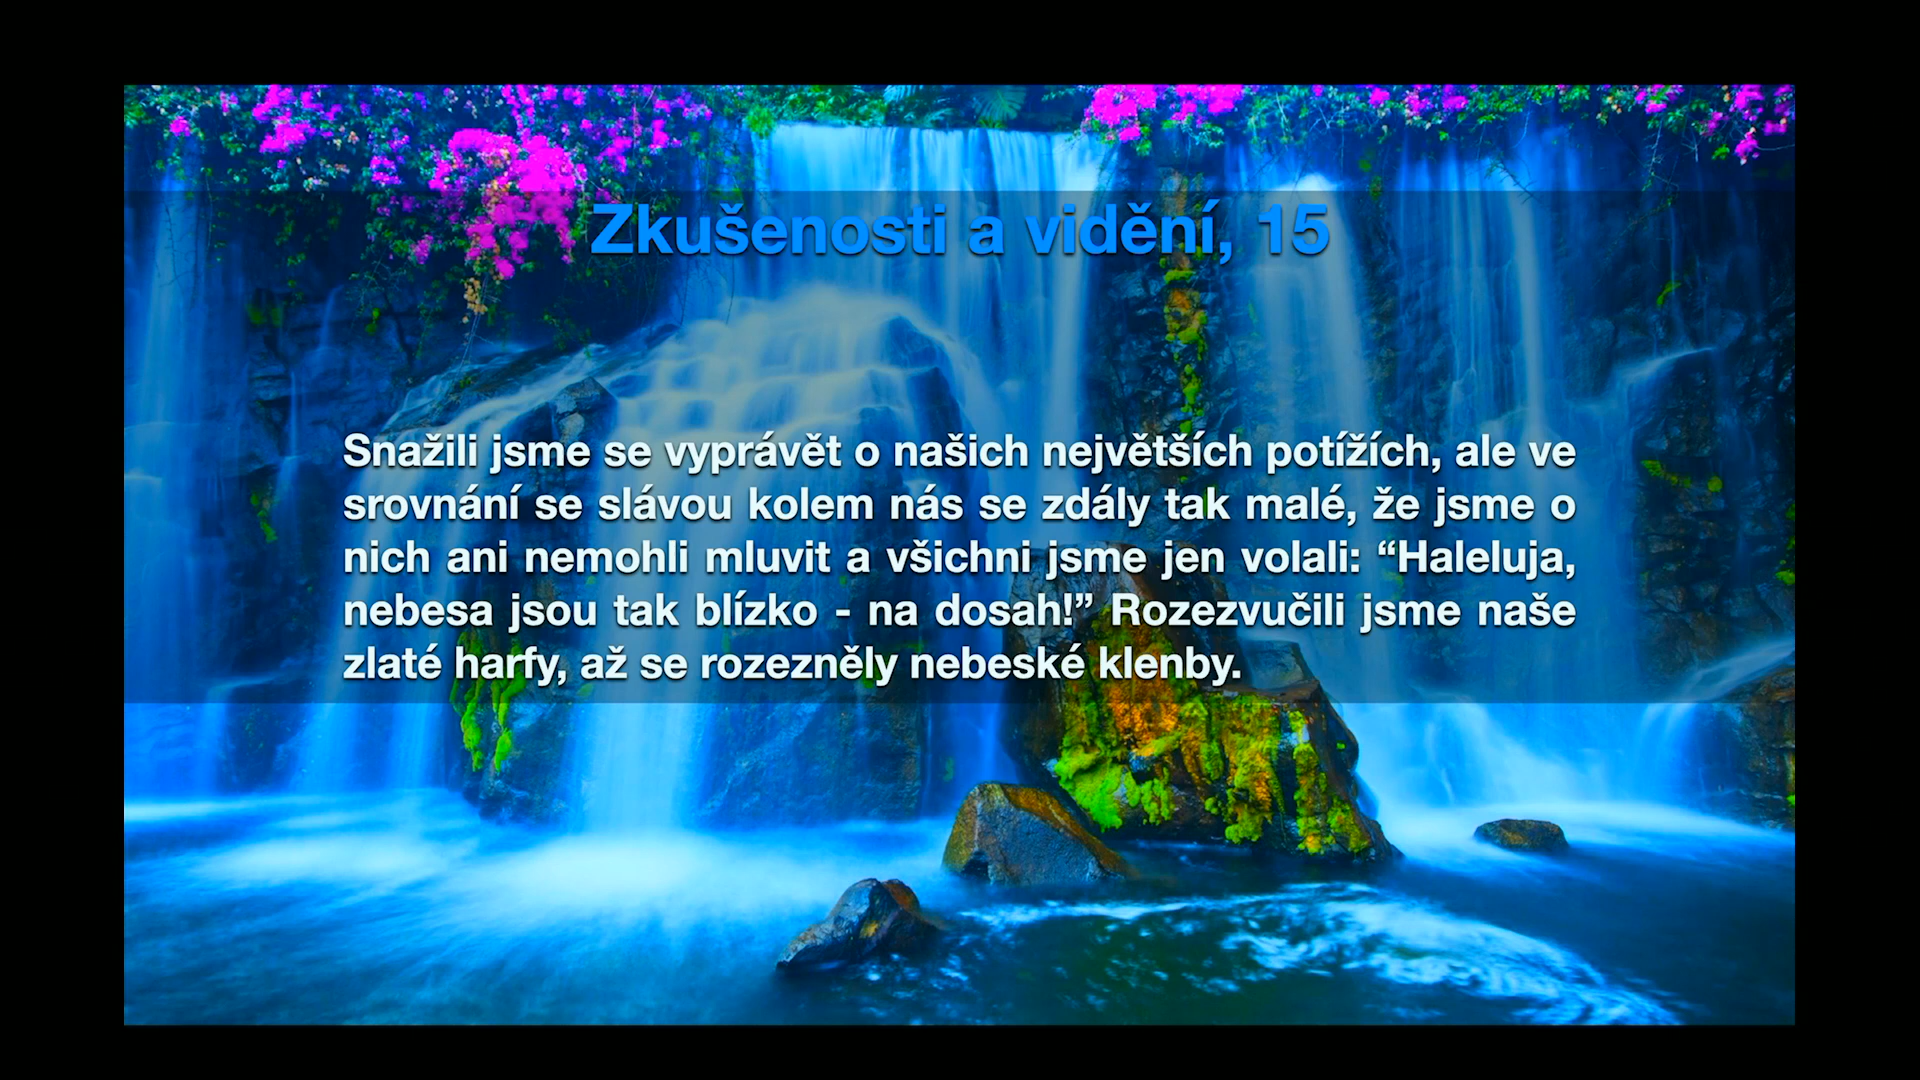 Zkušenosti a vidění, 15
Snažili jsme se vyprávět o našich největších potížích, ale ve
srovnání se slávou kolem nás se zdály tak malé, že jsme o
nich ani nemohli mluvit a všichni jsme jen volali: “Haleluja,
nebesa jsou tak blízko - na dosah!” Rozezvučili jsme naše
zlaté harfy, až se rozezněly nebeské klenby.